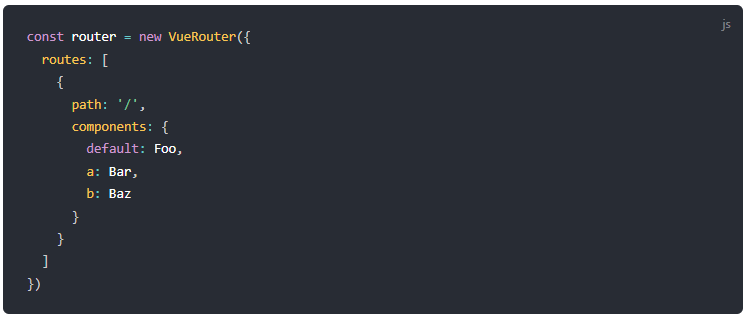 js
const router = new VueRouter({
  routes: [
    {
      path: '/',
      components: {
        default: Foo,
        a: Bar,
        b: Baz
      }
    }
  ]
})